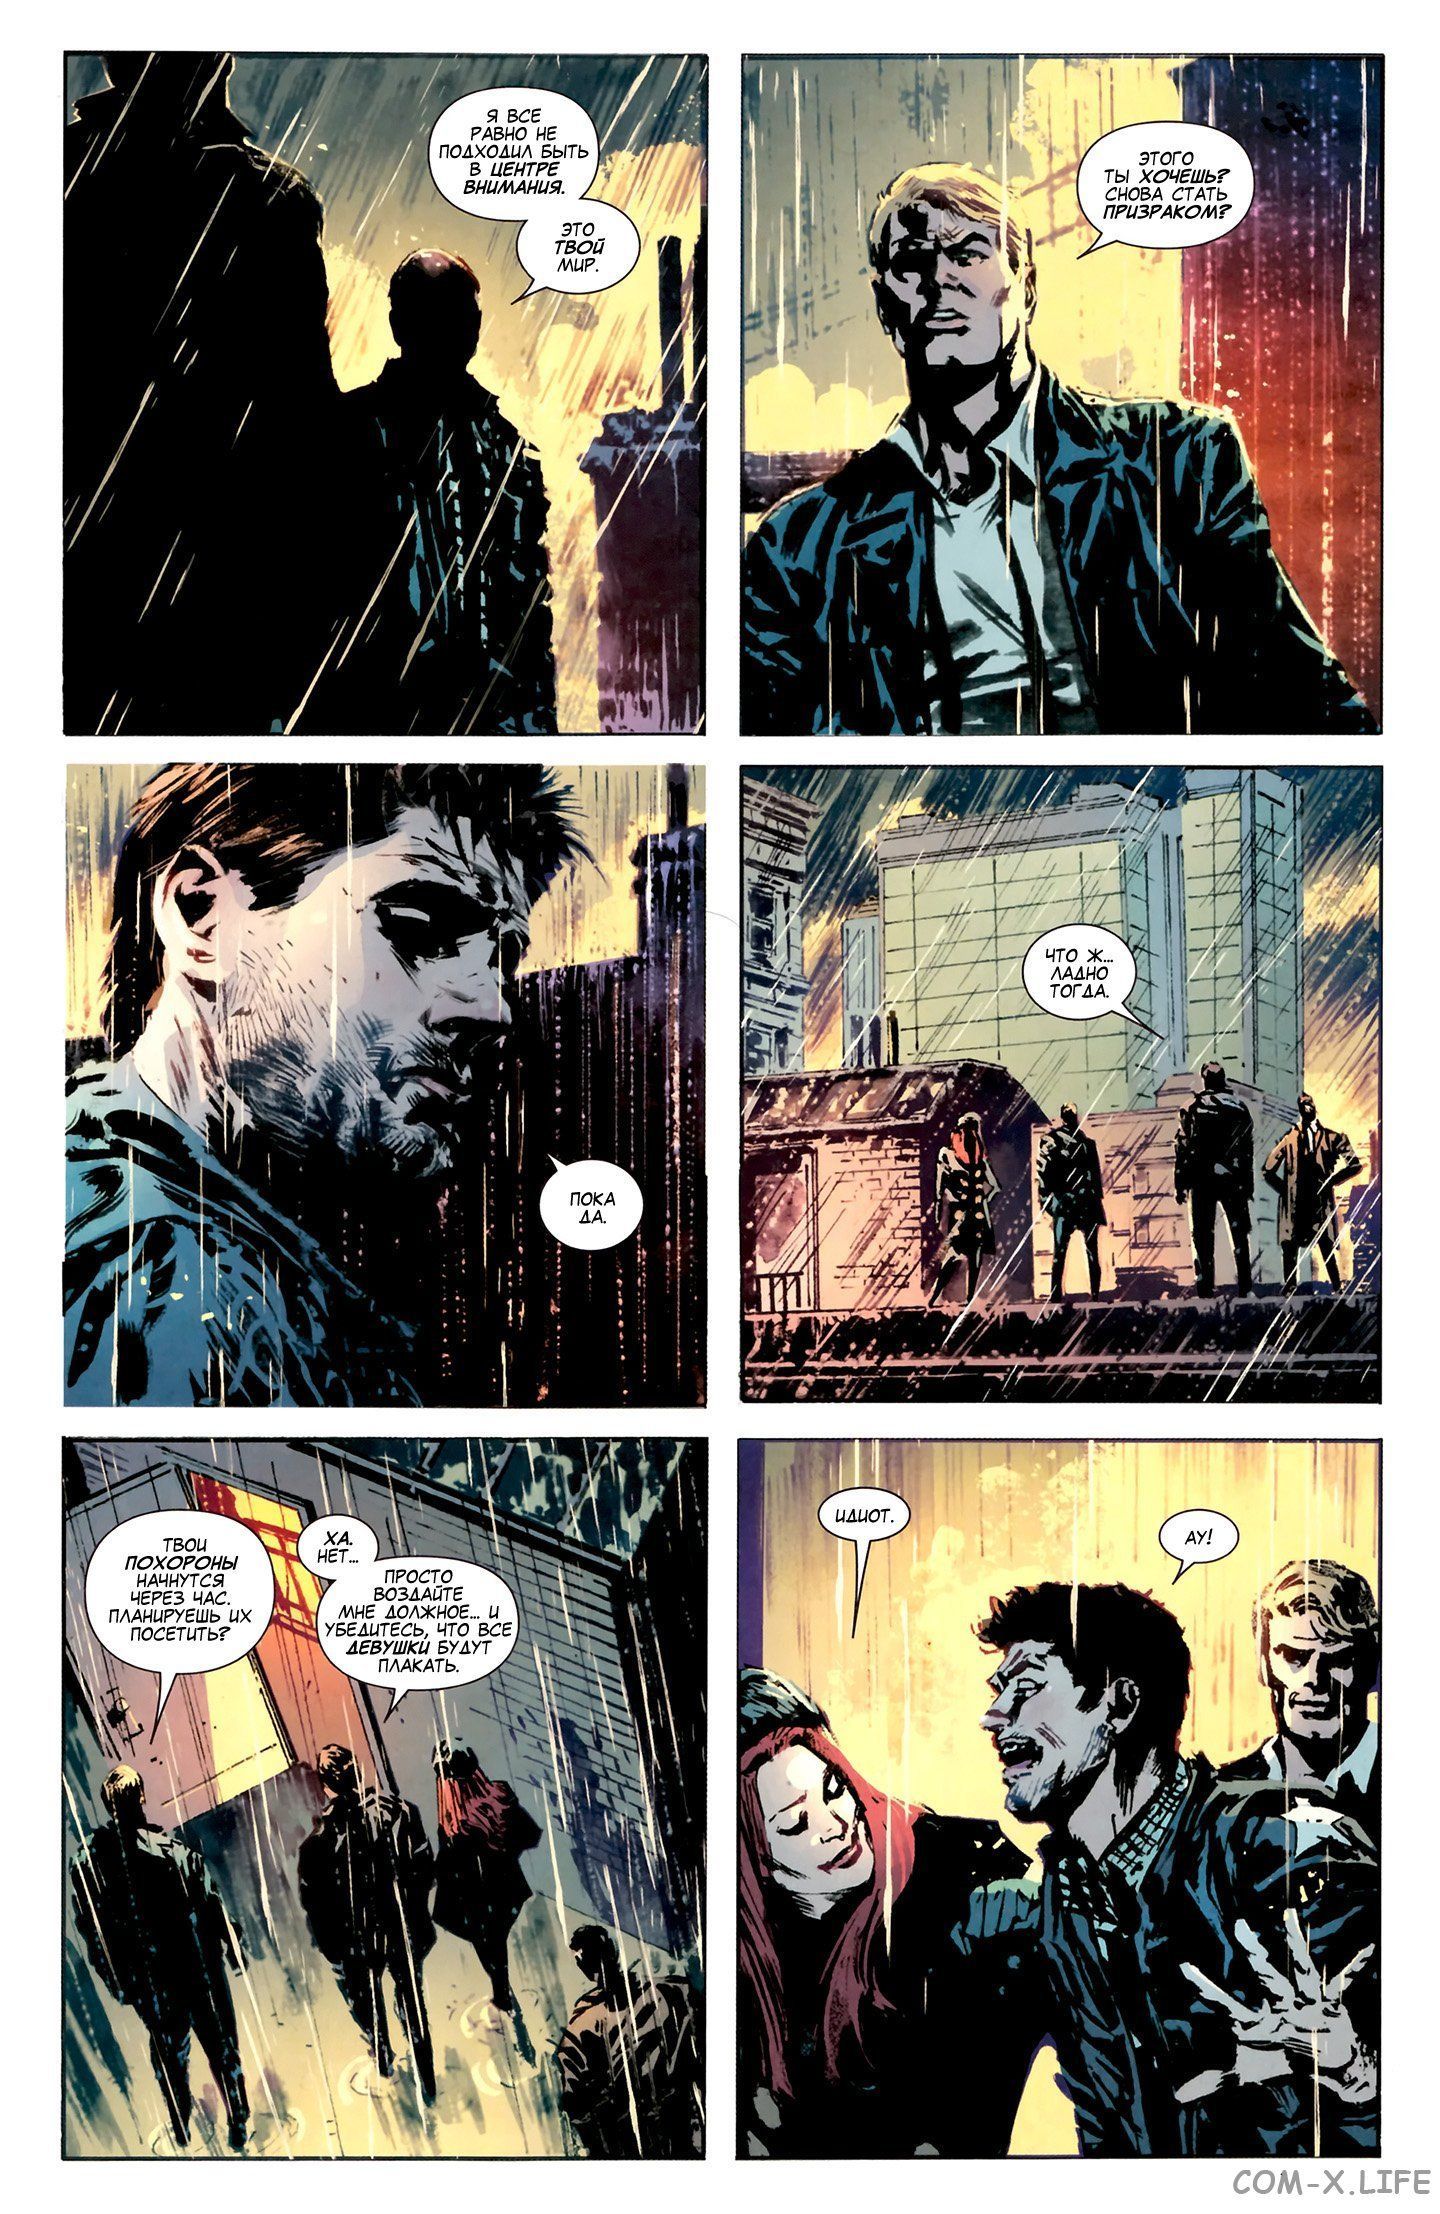 Я ВСЕ
РАВНО НЕ
ПОДХОДИЛ БЫТЬ
В ЦЕНТРЕ
ВНИМАНИЯ.
ЭТО
ТВОЙ
МИР.
ЭТОГО
ТЫ ХОЧЕШЬ?
СНОВА СТАТЬ
ПРИЗРАКОМ?
ПОКА
ДА.
ЧТО Ж...
ЛАДНО
ТОГДА.
ТВОИ
ПОХОРОНЫ
НАЧНУТСЯ
ЧЕРЕЗ ЧАС.
ПЛАНИРУЕШЬ ИХ
ПОСЕТИТЬ?
ХА.
НЕТ...
ПРОСТО
ВОЗДАЙТЕ
МНЕ ДОЛЖНОЕ... И
УБЕДИТЕСЬ, ЧТО ВСЕ
ДЕВУШКИ БУДУТ
ПЛАКАТЬ.
ИДИОТ.
АУ!
COM-X.LIFE